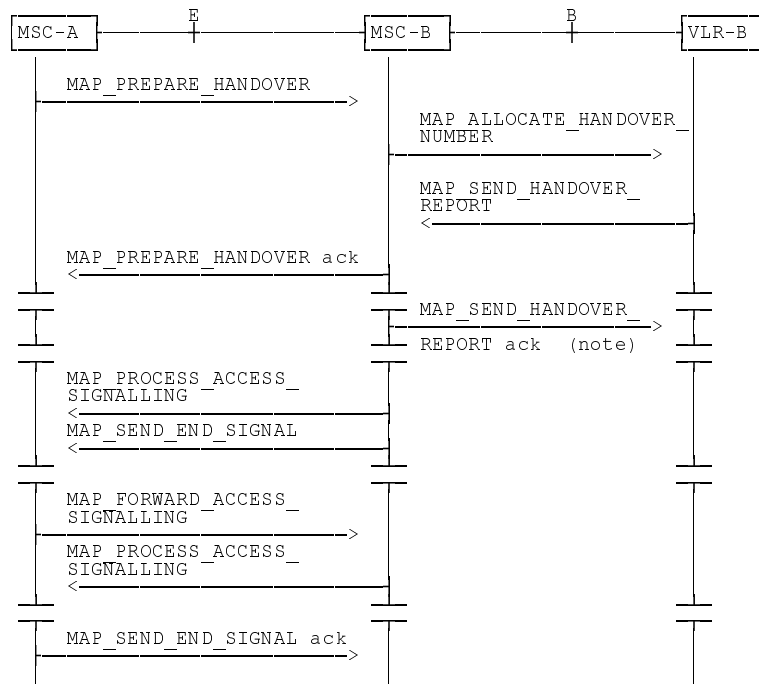 E B
MSC-A MSC-B VLR-B
MAP_PREPARE_HANDOVER
MAP_ALLOCATE_HANDOVER_
NUMBER
MAP_SEND_HANDOVER_
REPORT
MAP_PREPARE_HANDOVER ack
MAP_SEND_HANDOVER_
REPORT ack (note)
MAP_PROCESS_ACCESS_
SIGNALLING
MAP_SEND_END_SIGNAL
MAP_FORWARD_ACCESS_
SIGNALLING
MAP_PROCESS_ACCESS_
SIGNALLING
MAP_SEND_END_SIGNAL ack